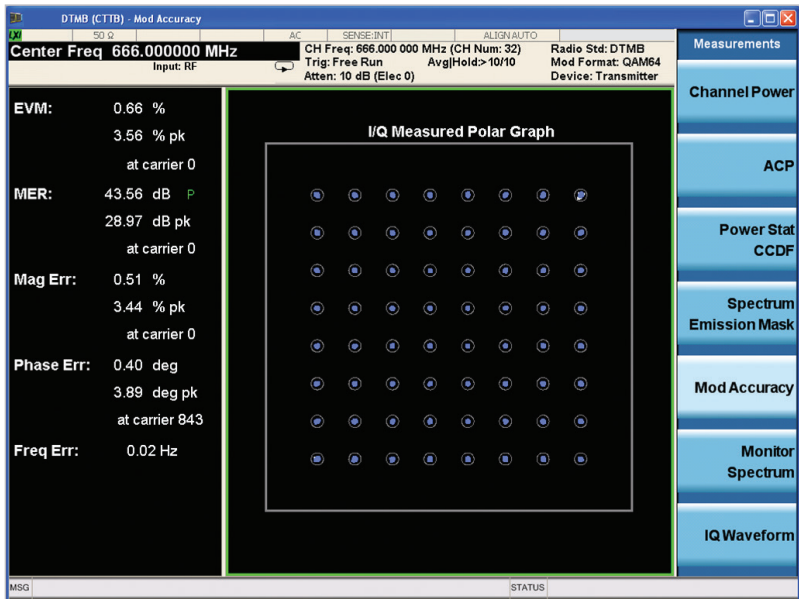 DTMB (CTTB) - Mod Accuracy
LXI
50 Ω
AC
SENSE:INT
ALIGN AUTO
Center Freq 666.000000 MHz
Input: RF
CH Freq: 666.000 000 MHz (CH Num: 32)
Trig: Free Run
Avg|Hold:> 10/10
Atten: 10 dB (Elec 0)
Radio Std: DTMB
Mod Format: QAM64
Device: Transmitter
EVM: 0.66 %
3.56 % pk
at carrier 0
MER: 43.56 dB P
28.97 dB pk
at carrier 0
Mag Err: 0.51 %
3.44 % pk
at carrier 0
Phase Err: 0.40 deg
3.89 deg pk
at carrier 843
Freq Err: 0.02 Hz
I/Q Measured Polar Graph
Measurements
Channel Power
ACP
Power Stat
CCDF
Spectrum
Emission Mask
Mod Accuracy
Monitor
Spectrum
IQ Waveform
MSG
STATUS